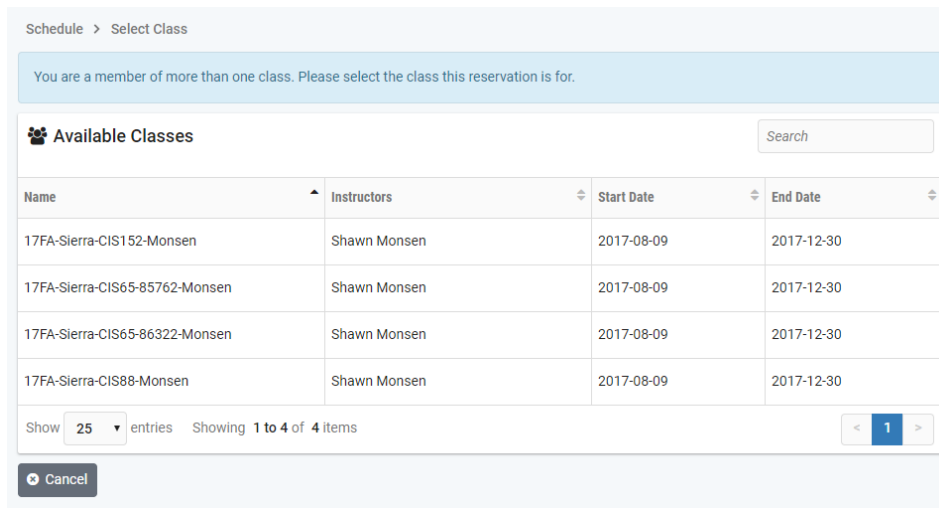 Schedule > Select Class
You are a member of more than one class. Please select the class this reservation is for.
Available Classes
Search
Name Instructors Start Date End Date
17FA-Sierra-CIS152-Monsen Shawn Monsen 2017-08-09 2017-12-30
17FA-Sierra-CIS65-85762-Monsen Shawn Monsen 2017-08-09 2017-12-30
17FA-Sierra-CIS65-86322-Monsen Shawn Monsen 2017-08-09 2017-12-30
17FA-Sierra-CIS88-Monsen Shawn Monsen 2017-08-09 2017-12-30
Show 25 entries Showing 1 to 4 of 4 items < 1 >
Cancel